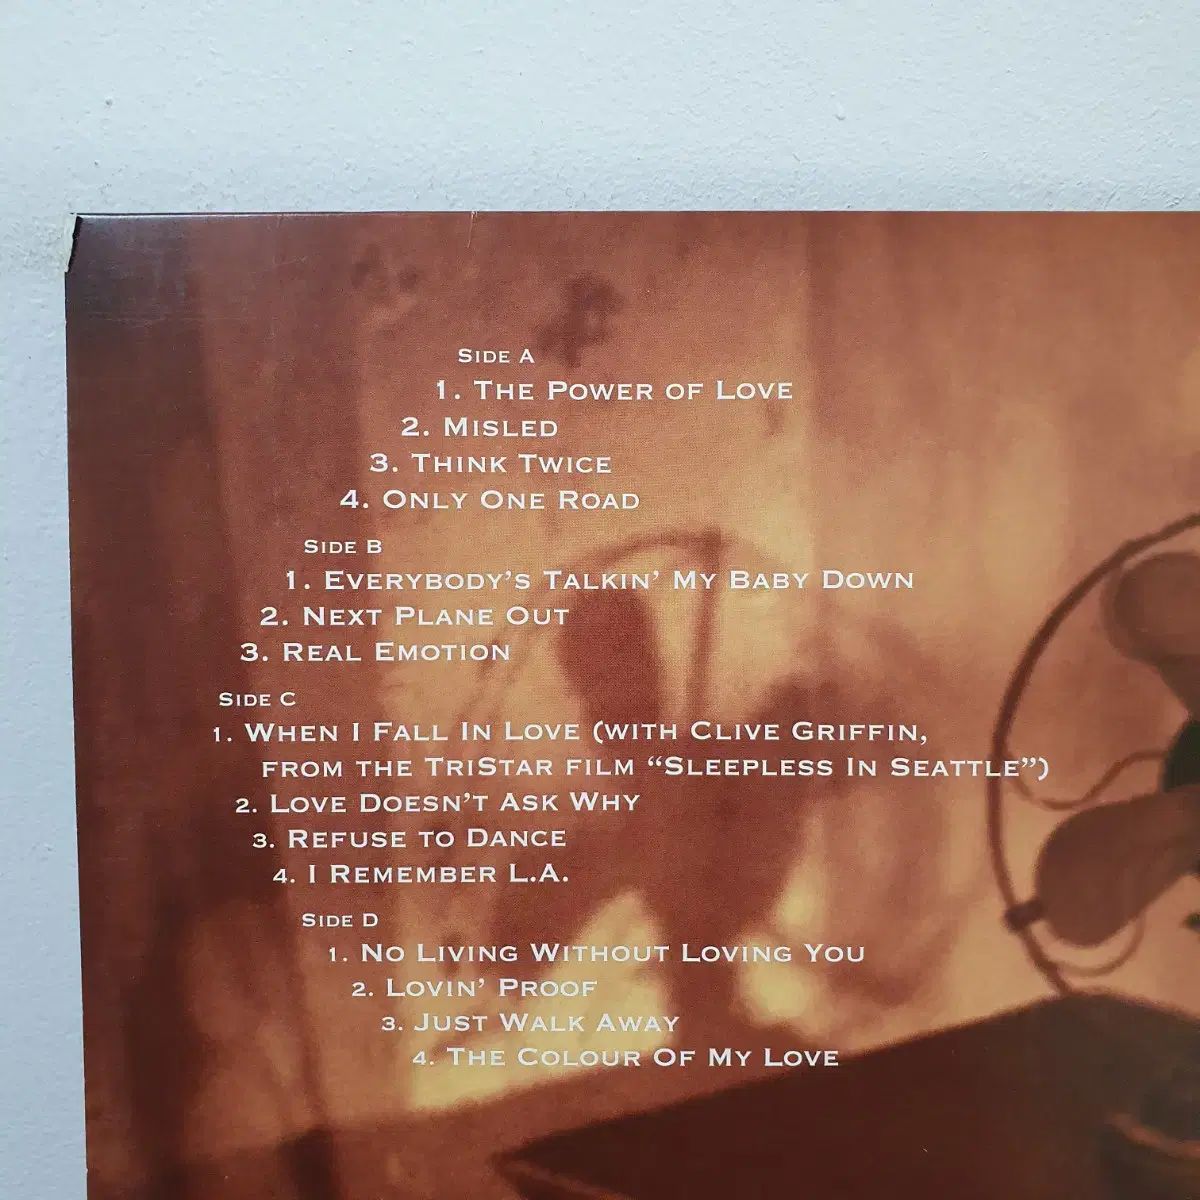 SIDE A
1. THE POWER OF LOVE
2. MISLED
3. THINK TWICE
4. ONLY ONE ROAD
SIDE B
1. EVERYBODY'S TALKIN' MY BABY DOWN
2. NEXT PLANE OUT
3. REAL EMOTION
SIDE C
1. WHEN I FALL IN LOVE (WITH CLIVE GRIFFIN,
FROM THE TRISTAR FILM “SLEEPLESS IN SEATTLE”)
2. LOVE DOESN'T ASK WHY
3. REFUSE TO DANCE
4. I REMEMBER L.A.
SIDE D
1. NO LIVING WITHOUT LOVING YOU
2. LOVIN' PROOF
3. JUST WALK AWAY
4. THE COLOUR OF MY LOVE